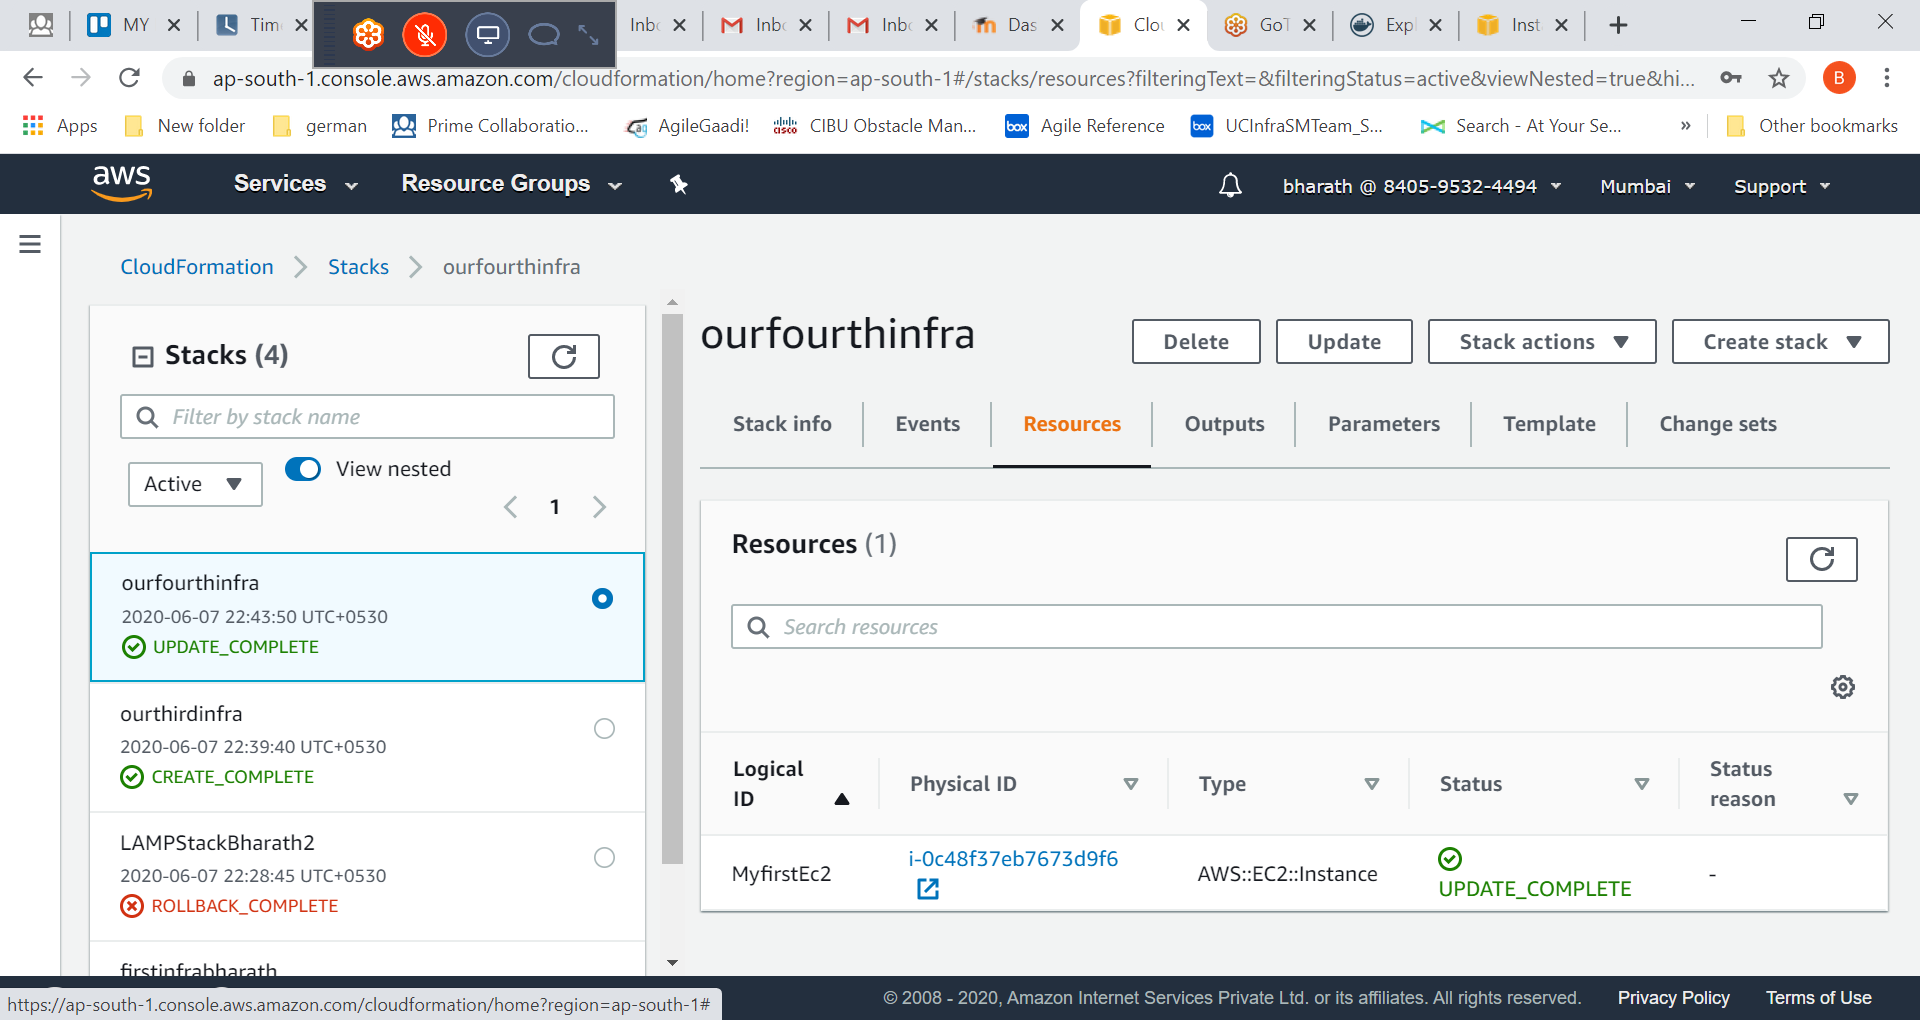 MY
Tim
Inbo
Inbo
Inbo
Das
Clo
GoT
Exp
Inst
ap-south-1.console.aws.amazon.com/cloudformation/home?region=ap-south-1#/stacks/resources?filteringText=&filteringStatus=active&viewNested=true&hi...
B
Apps
New folder
german
Prime Collaboratio...
AgileGaadi!
CIBU Obstacle Man...
Agile Reference
UCInfraSMTeam_S...
Search - At Your Se...
»
Other bookmarks
aws
Services
Resource Groups
bharath @ 8405-9532-4494
Mumbai
Support
CloudFormation
Stacks
ourfourthinfra
Stacks (4)
Filter by stack name
Active
View nested
1
ourfourthinfra
2020-06-07 22:43:50 UTC+0530
UPDATE_COMPLETE
ourthirdinfra
2020-06-07 22:39:40 UTC+0530
CREATE_COMPLETE
LAMPStackBharath2
2020-06-07 22:28:45 UTC+0530
ROLLBACK_COMPLETE
firstinfrabharath
ourfourthinfra
Delete
Update
Stack actions
Create stack
Stack info
Events
Resources
Outputs
Parameters
Template
Change sets
Resources (1)
Search resources
Logical ID
Physical ID
Type
Status
Status reason
MyfirstEc2
i-0c48f37eb7673d9f6
AWS::EC2::Instance
UPDATE_COMPLETE
-
https://ap-south-1.console.aws.amazon.com/cloudformation/home?region=ap-south-1#
© 2008 - 2020, Amazon Internet Services Private Ltd. or its affiliates. All rights reserved.
Privacy Policy
Terms of Use